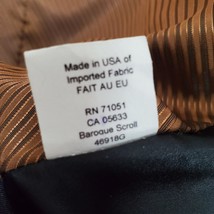 Made in USA of
Imported Fabric
FAIT AU EU
RN 71051
CA 05633
Baroque Scroll
46918G